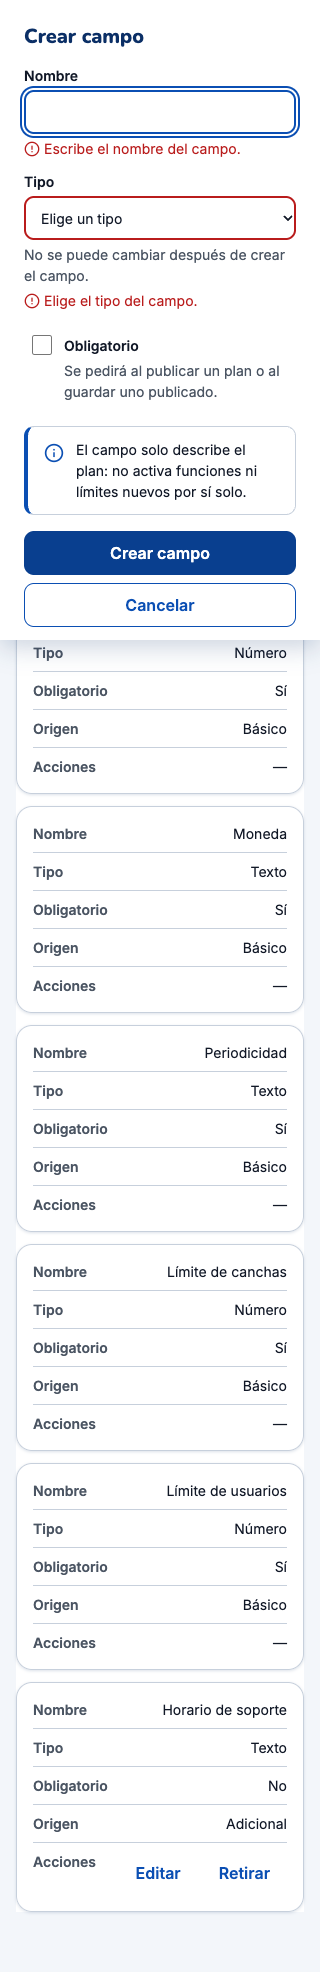 Crear campo
Nombre
Escribe el nombre del campo.
Tipo
Elige un tipo
No se puede cambiar después de crear
el campo.
Elige el tipo del campo.
Obligatorio
Se pedirá al publicar un plan o al
guardar uno publicado.
El campo solo describe el
plan: no activa funciones ni
límites nuevos por sí solo.
Crear campo
Cancelar
Tipo Número
Obligatorio Sí
Origen Básico
Acciones —
Nombre Moneda
Tipo Texto
Obligatorio Sí
Origen Básico
Acciones —
Nombre Periodicidad
Tipo Texto
Obligatorio Sí
Origen Básico
Acciones —
Nombre Límite de canchas
Tipo Número
Obligatorio Sí
Origen Básico
Acciones —
Nombre Límite de usuarios
Tipo Número
Obligatorio Sí
Origen Básico
Acciones —
Nombre Horario de soporte
Tipo Texto
Obligatorio No
Origen Adicional
Acciones Editar Retirar